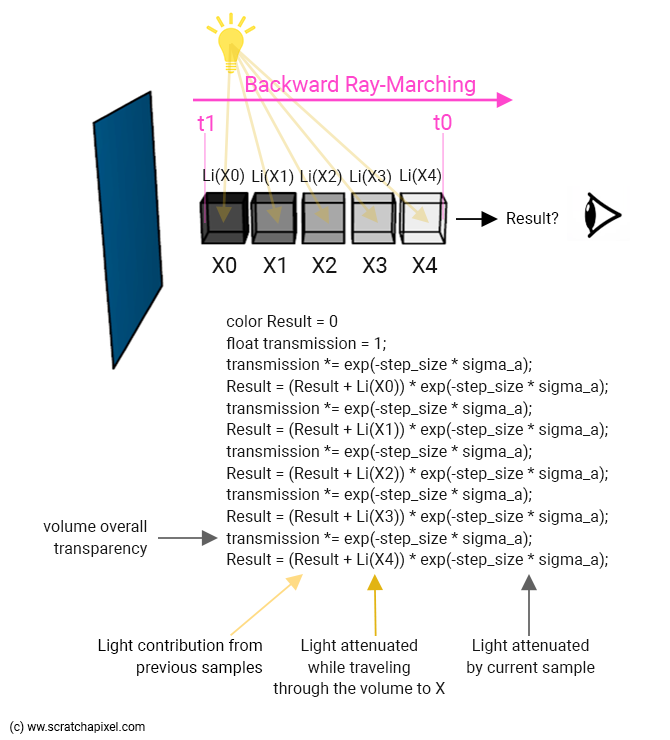 Backward Ray-Marching
t1
t0
Li(X0) Li(X1) Li(X2) Li(X3) Li(X4)
Result?
X0 X1 X2 X3 X4
color Result = 0
float transmission = 1;
transmission *= exp(-step_size * sigma_a);
Result = (Result + Li(X0)) * exp(-step_size * sigma_a);
transmission *= exp(-step_size * sigma_a);
Result = (Result + Li(X1)) * exp(-step_size * sigma_a);
transmission *= exp(-step_size * sigma_a);
Result = (Result + Li(X2)) * exp(-step_size * sigma_a);
transmission *= exp(-step_size * sigma_a);
Result = (Result + Li(X3)) * exp(-step_size * sigma_a);
transmission *= exp(-step_size * sigma_a);
Result = (Result + Li(X4)) * exp(-step_size * sigma_a);
volume overall
transparency
Light contribution from
previous samples
Light attenuated
while traveling
through the volume to X
Light attenuated
by current sample
(c) ww.scratchapixel.com